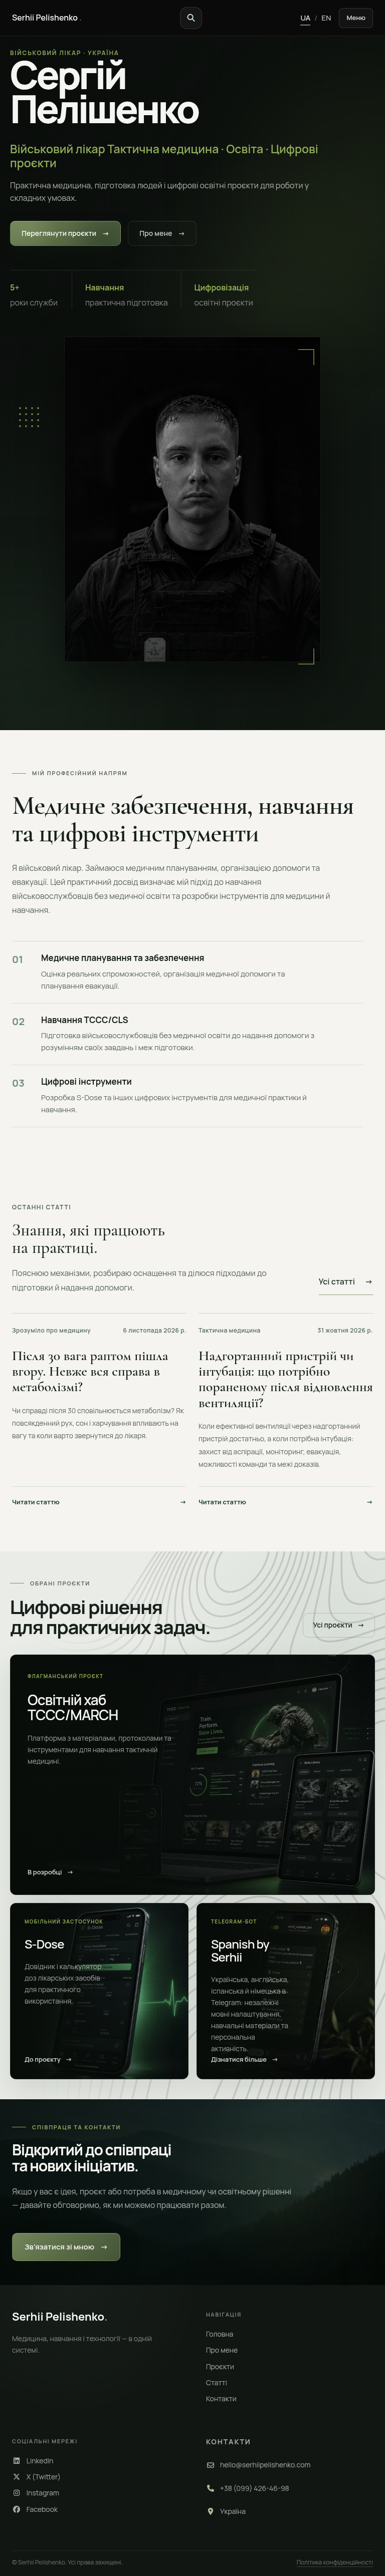 Serhii Pelishenko.
UA / EN
Меню
ВІЙСЬКОВИЙ ЛІКАР · УКРАЇНА
Сергій
Пелішенко
Військовий лікар Тактична медицина · Освіта · Цифрові
проєкти
Практична медицина, підготовка людей і цифрові освітні проєкти для роботи у
складних умовах.
Переглянути проєкти →
Про мене →
5+
роки служби
Навчання
практична підготовка
Цифровізація
освітні проєкти
МІЙ ПРОФЕСІЙНИЙ НАПРЯМ
Медичне забезпечення, навчання
та цифрові інструменти
Я військовий лікар. Займаюся медичним плануванням, організацією допомоги та
евакуації. Цей практичний досвід визначає мій підхід до навчання
військовослужбовців без медичної освіти та розробки інструментів для медицини й
навчання.
01
Медичне планування та забезпечення
Оцінка реальних спроможностей, організація медичної допомоги та
планування евакуації.
02
Навчання TCCC/CLS
Підготовка військовослужбовців без медичної освіти до надання допомоги з
розумінням своїх завдань і меж підготовки.
03
Цифрові інструменти
Розробка S-Dose та інших цифрових інструментів для медичної практики й
навчання.
ОСТАННІ СТАТТІ
Знання, які працюють
на практиці.
Пояснюю механізми, розбираю оснащення та ділюся підходами до
підготовки й надання допомоги.
Усі статті →
Зрозуміло про медицину
6 листопада 2026 р.
Після 30 вага раптом пішла
вгору. Невже вся справа в
метаболізмі?
Чи справді після 30 сповільнюється метаболізм? Як
повсякденний рух, сон і харчування впливають на
вагу та коли варто звернутися до лікаря.
Читати статтю →
Тактична медицина
31 жовтня 2026 р.
Надгортанний пристрій чи
інтубація: що потрібно
пораненому після відновлення
вентиляції?
Коли ефективної вентиляції через надгортанний
пристрій достатньо, а коли потрібна інтубація:
захист від аспірації, моніторинг, евакуація,
можливості команди та межі доказів.
Читати статтю →
ОБРАНІ ПРОЄКТИ
Цифрові рішення
для практичних задач.
Усі проєкти →
ФЛАГМАНСЬКИЙ ПРОЄКТ
Освітній хаб
TCCC/MARCH
Платформа з матеріалами, протоколами та
інструментами для навчання тактичній
медицині.
В розробці →
Train.
Perform.
Save Lives.
МОБІЛЬНИЙ ЗАСТОСУНОК
S-Dose
Довідник і калькулятор
доз лікарських засобів
для практичного
використання.
До проєкту →
TELEGRAM-БОТ
Spanish by
Serhii
Українська, англійська,
іспанська й німецька в
Telegram: незалежні
мовні налаштування,
навчальні матеріали та
персональна
активність.
Дізнатися більше →
СПІВПРАЦЯ ТА КОНТАКТИ
Відкритий до співпраці
та нових ініціатив.
Якщо у вас є ідея, проєкт або потреба в медичному чи освітньому рішенні
— давайте обговоримо, як ми можемо працювати разом.
Зв'язатися зі мною →
Serhii Pelishenko.
Медицина, навчання і технології — в одній
системі.
НАВІГАЦІЯ
Головна
Про мене
Проєкти
Статті
Контакти
СОЦІАЛЬНІ МЕРЕЖІ
LinkedIn
X (Twitter)
Instagram
Facebook
КОНТАКТИ
hello@serhiipelishenko.com
+38 (099) 426-46-98
Україна
© Serhii Pelishenko. Усі права захищені.
Політика конфіденційності